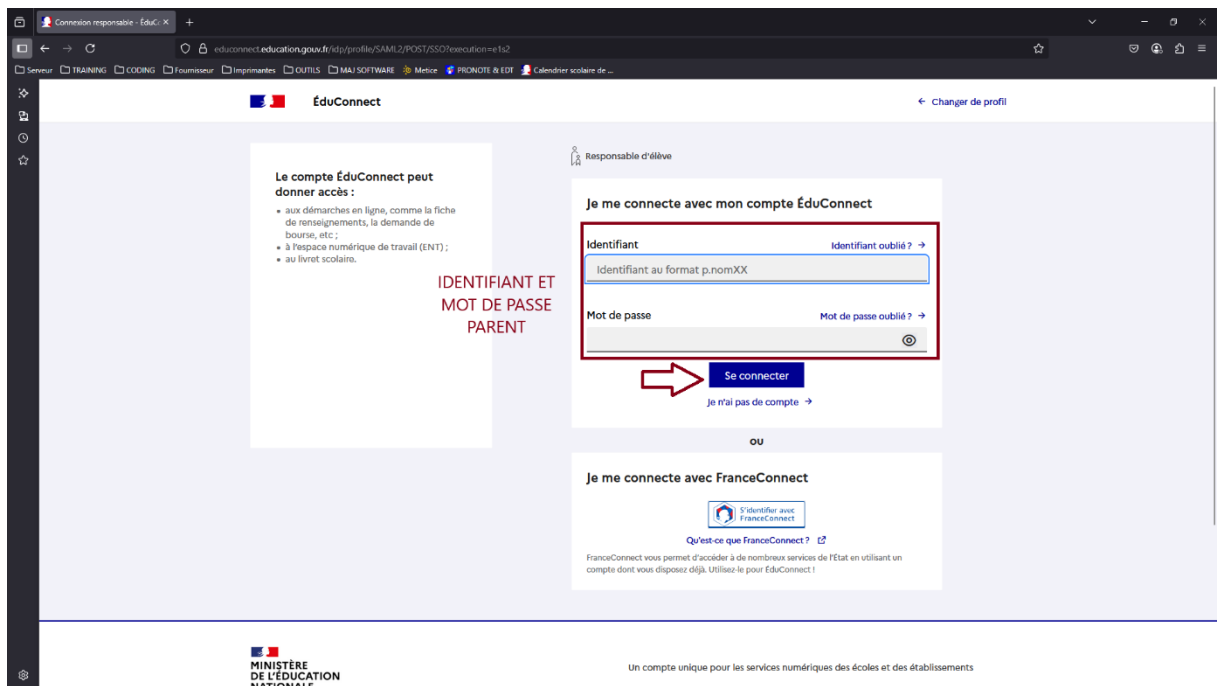 Connexion responsable - ÉduC
educonnect.education.gouv.fr/idp/profile/SAML2/POST/SSO?execution=e1s2
Serveur TRAINING CODING Fournisseur Imprimantes OUTILS MAJ SOFTWARE Metice PRONOTE & EDT Calendrier scolaire de ...
ÉduConnect
Changer de profil
Le compte ÉduConnect peut
donner accès :
aux démarches en ligne, comme la fiche
de renseignements, la demande de
bourse, etc ;
à l'espace numérique de travail (ENT) ;
au livret scolaire.
IDENTIFIANT ET
MOT DE PASSE
PARENT
Responsable d'élève
Je me connecte avec mon compte ÉduConnect
Identifiant Identifiant oublié ?
Identifiant au format p.nomXX
Mot de passe Mot de passe oublié ?
Se connecter
Je n'ai pas de compte
OU
Je me connecte avec FranceConnect
S'identifier avec
FranceConnect
Qu'est-ce que FranceConnect ?
FranceConnect vous permet d'accéder à de nombreux services de l'État en utilisant un
compte dont vous disposez déjà. Utilisez-le pour ÉduConnect !
MINISTÈRE
DE L'ÉDUCATION
NATIONALE
Un compte unique pour les services numériques des écoles et des établissements